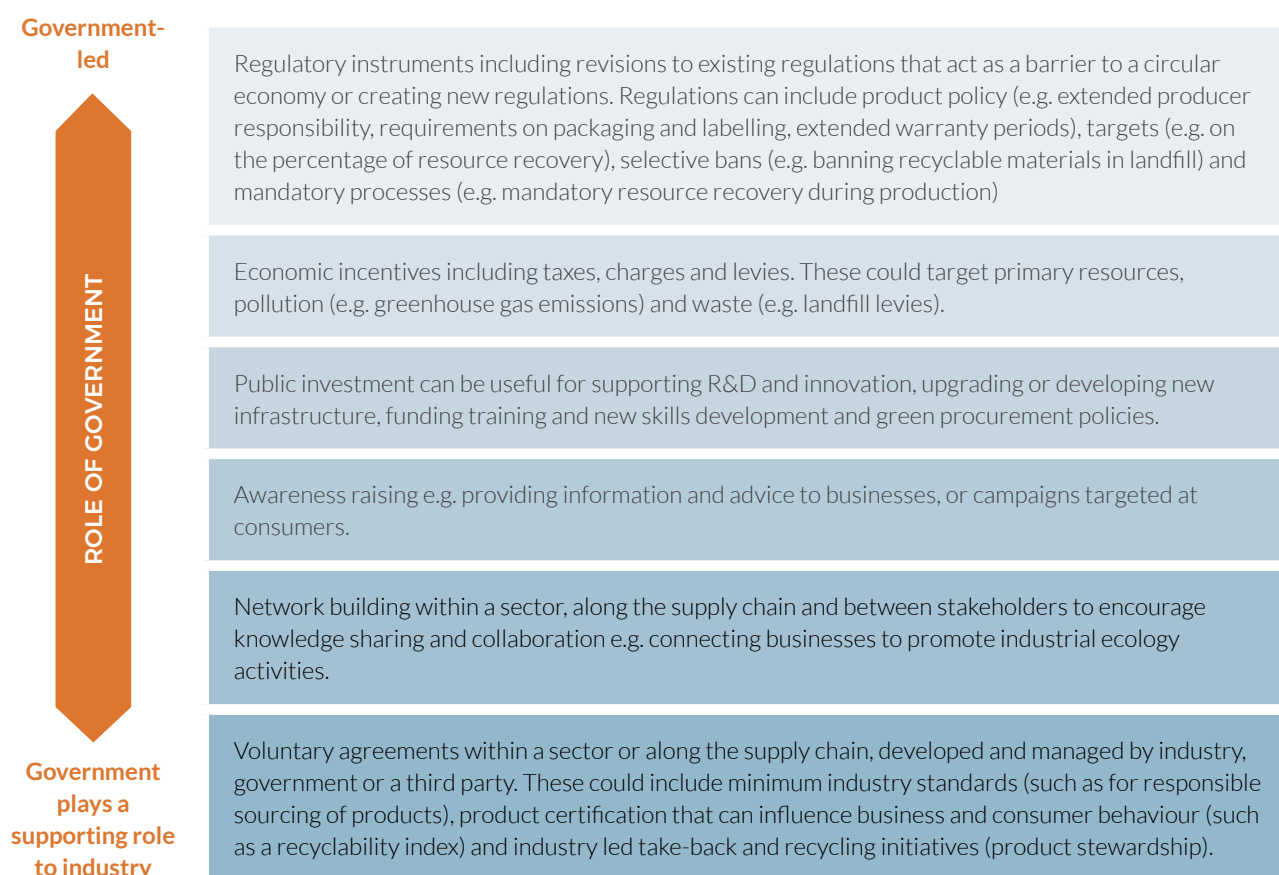 Government-
led
Regulatory instruments including revisions to existing regulations that act as a barrier to a circular
economy or creating new regulations. Regulations can include product policy (e.g. extended producer
responsibility, requirements on packaging and labelling, extended warranty periods), targets (e.g. on
the percentage of resource recovery), selective bans (e.g. banning recyclable materials in landfill) and
mandatory processes (e.g. mandatory resource recovery during production)
Economic incentives including taxes, charges and levies. These could target primary resources,
pollution (e.g. greenhouse gas emissions) and waste (e.g. landfill levies).
ROLE OF GOVERNMENT
Public investment can be useful for supporting R&D and innovation, upgrading or developing new
infrastructure, funding training and new skills development and green procurement policies.
Awareness raising e.g. providing information and advice to businesses, or campaigns targeted at
consumers.
Network building within a sector, along the supply chain and between stakeholders to encourage
knowledge sharing and collaboration e.g. connecting businesses to promote industrial ecology
activities.
Voluntary agreements within a sector or along the supply chain, developed and managed by industry,
government or a third party. These could include minimum industry standards (such as for responsible
sourcing of products), product certification that can influence business and consumer behaviour (such
as a recyclability index) and industry led take-back and recycling initiatives (product stewardship).
Government
plays a
supporting role
to industry